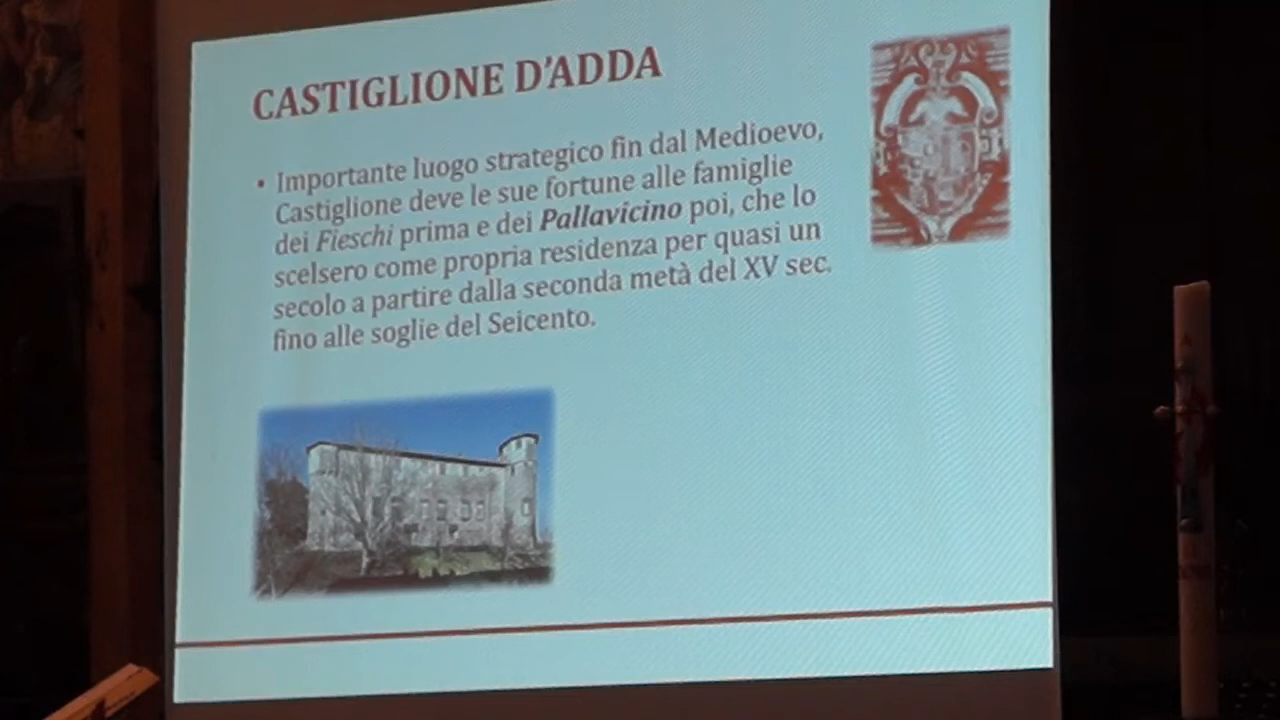 CASTIGLIONE D'ADDA
• Importante luogo strategico fin dal Medioevo,
Castiglione deve le sue fortune alle famiglie
dei Fieschi prima e dei Pallavicino poi, che lo
scelsero come propria residenza per quasi un
secolo a partire dalla seconda metà del XV sec.
fino alle soglie del Seicento.